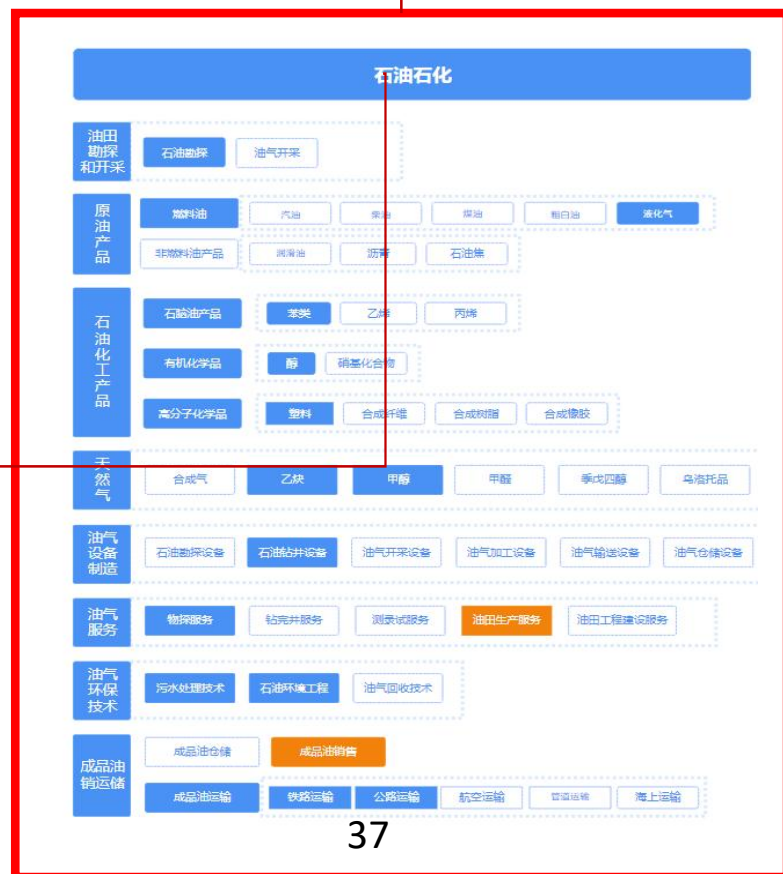 石油石化
油田
勘探
和开采
石油勘探 油气开采
原
油
产
品
燃料油 汽油 柴油 煤油 粗白油 液化气
非燃料油产品 润滑油 沥青 石油焦
石
油
化
工
产
品
石脑油产品 苯类 乙烯 丙烯
有机化学品 醇 硝基化合物
高分子化学品 塑料 合成纤维 合成树脂 合成橡胶
天
然
气
合成气 乙炔 甲醇 甲醛 季戊四醇 乌洛托品
油气
设备
制造
石油勘探设备 石油钻井设备 油气开采设备 油气加工设备 油气输送设备 油气仓储设备
油气
服务
物探服务 钻完井服务 测录试服务 油田生产服务 油田工程建设服务
油气
环保
技术
污水处理技术 石油环境工程 油气回收技术
成品油
销运储
成品油仓储 成品油销售
成品油运输 铁路运输 公路运输 航空运输 管道运输 海上运输
37